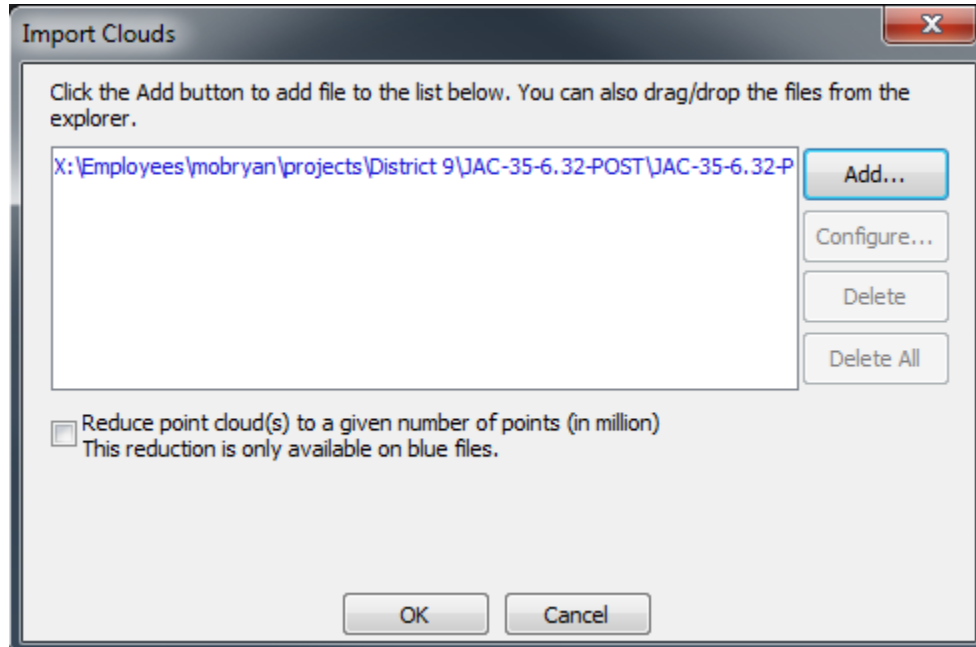 Import Clouds
Click the Add button to add file to the list below. You can also drag/drop the files from the
explorer.
X:\Employees\mobryan\projects\District 9\JAC-35-6.32-POST\JAC-35-6.32-P
Add...
Configure...
Delete
Delete All
Reduce point cloud(s) to a given number of points (in million)
This reduction is only available on blue files.
OK
Cancel